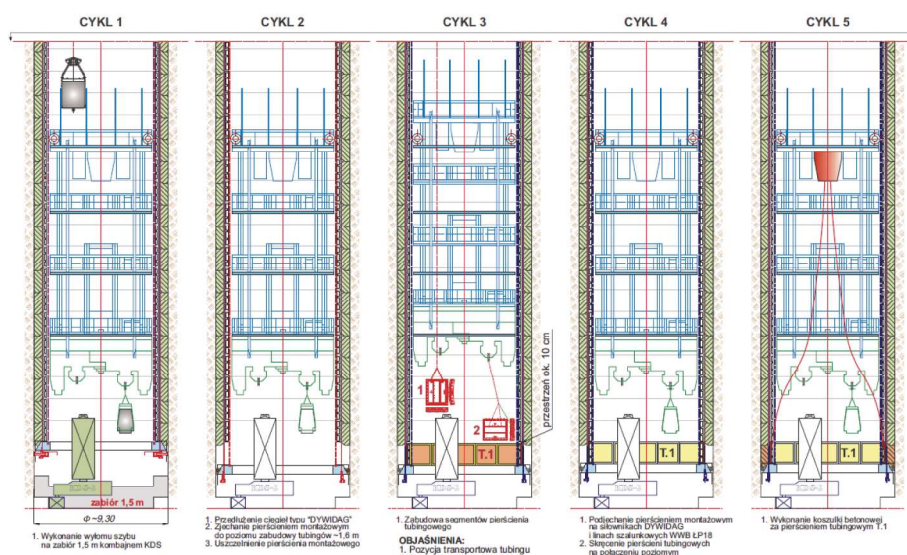 CYKL 1
CYKL 2
CYKL 3
CYKL 4
CYKL 5
1
2
T.1
T.1
T.1
przestrzeń ok. 10 cm
zabiór 1,5 m
Φ ~9,30
1. Wykonanie wyłomu szybu
na zabiór 1,5 m kombajnem KDS
1. Przedłużenie cięgieł typu "DYWIDAG"
2. Zjechanie pierścieniem montażowym
do poziomu zabudowy tubingów ~1,6 m
3. Uszczelnienie pierścienia montażowego
1. Zabudowa segmentów pierścienia
tubingowego
OBJAŚNIENIA:
1. Pozycja transportowa tubingu
1. Podjechanie pierścieniem montażowym
na siłownikach DYWIDAG
i linach szalunkowych WWB ŁP18
2. Skręcenie pierścieni tubingowych
na połączeniu poziomym
1. Wykonanie koszulki betonowej
za pierścieniem tubingowym T.1